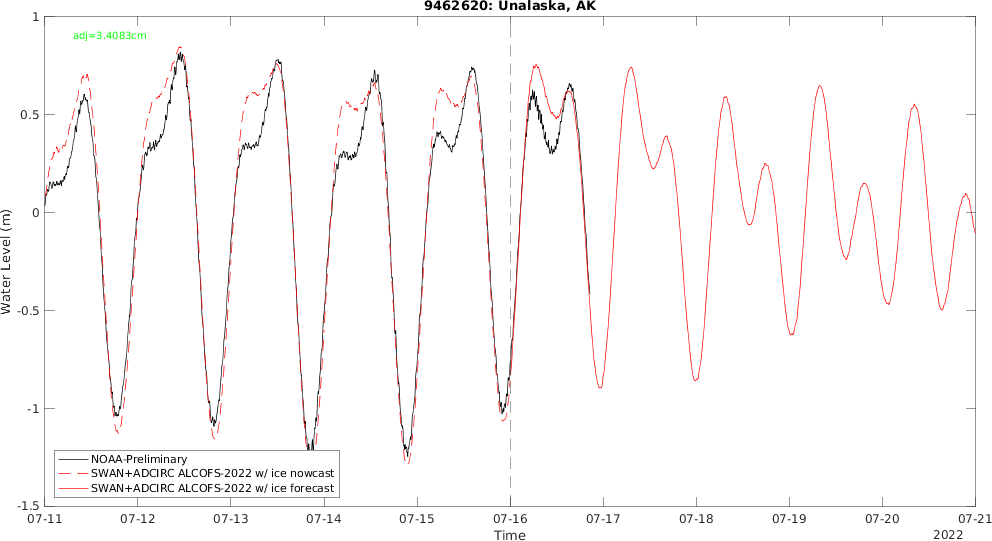 9462620: Unalaska, AK
adj=3.4083cm
1
0.5
0
-0.5
-1
-1.5
Water Level (m)
NOAA-Preliminary
SWAN+ADCIRC ALCOFS-2022 w/ ice nowcast
SWAN+ADCIRC ALCOFS-2022 w/ ice forecast
07-11 07-12 07-13 07-14 07-15 07-16 07-17 07-18 07-19 07-20 07-21
Time
2022